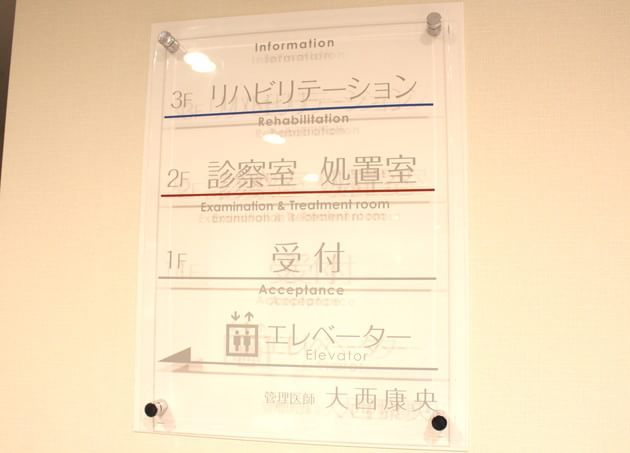 Information
3F リハビリテーション
Rehabilitation
2F 診察室 処置室
Examination & Treatment room
1F 受付
Acceptance
エレベーター
Elevator
管理医師 大西康央